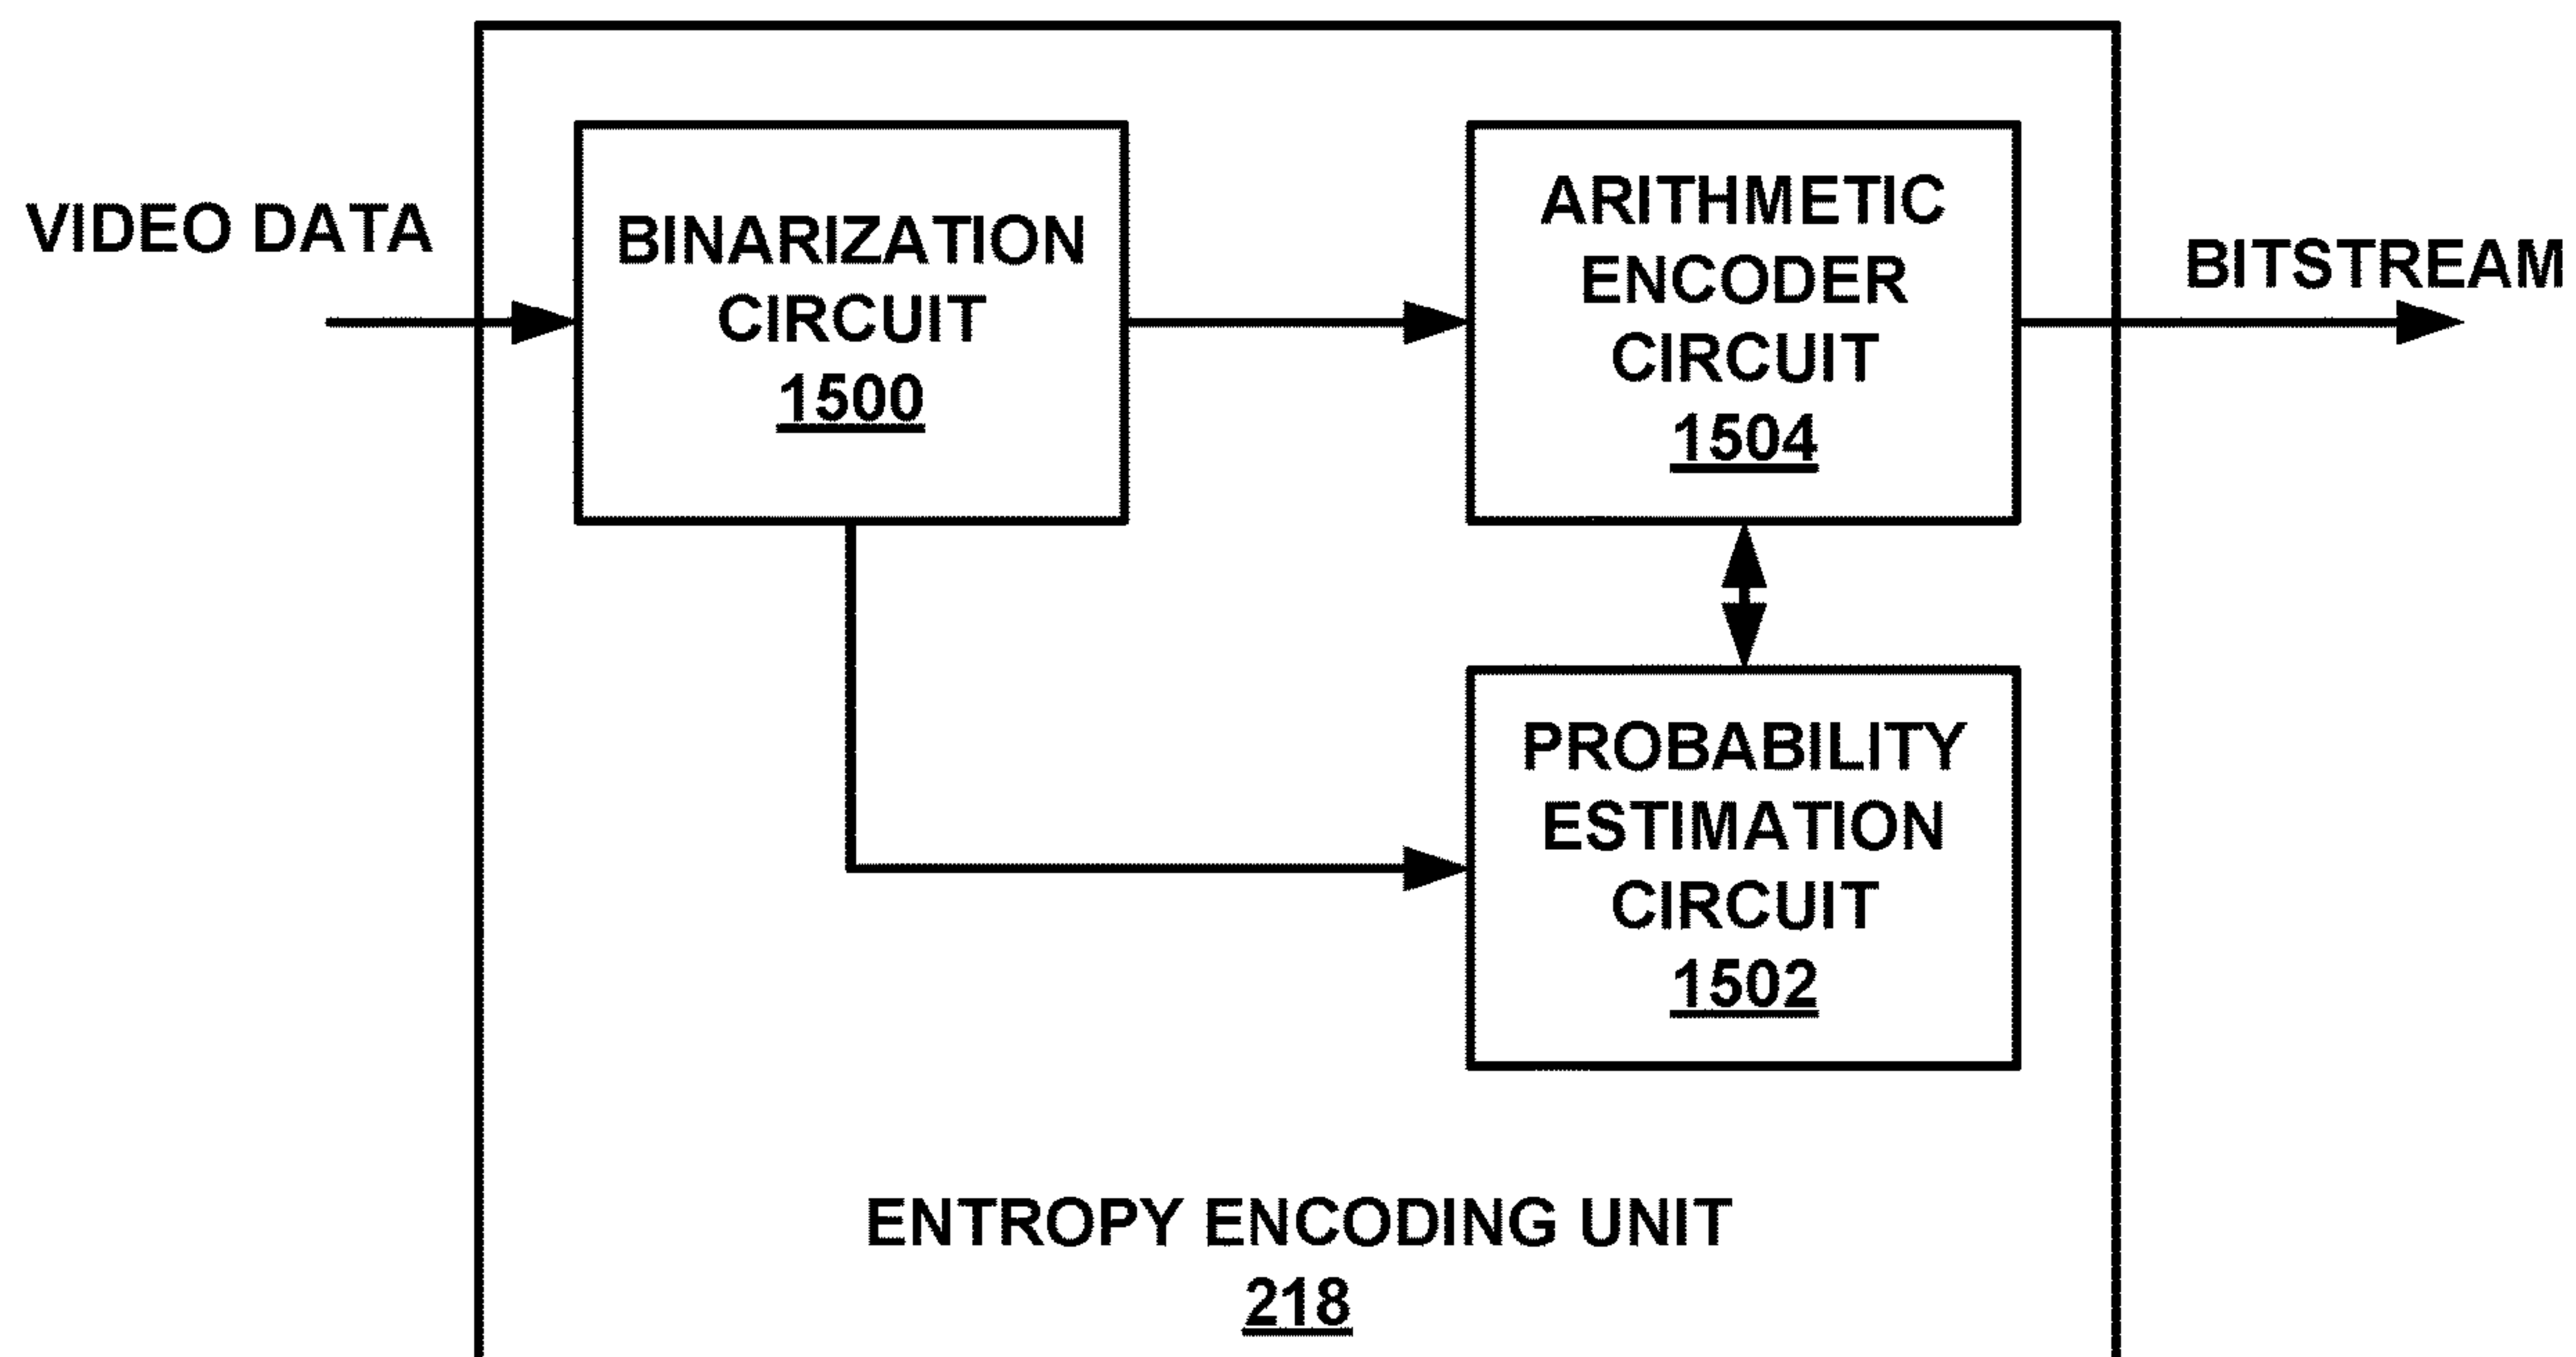 VIDEO DATA
BINARIZATION
CIRCUIT
1500
ARITHMETIC
ENCODER
CIRCUIT
1504
BITSTREAM
PROBABILITY
ESTIMATION
CIRCUIT
1502
ENTROPY ENCODING UNIT
218